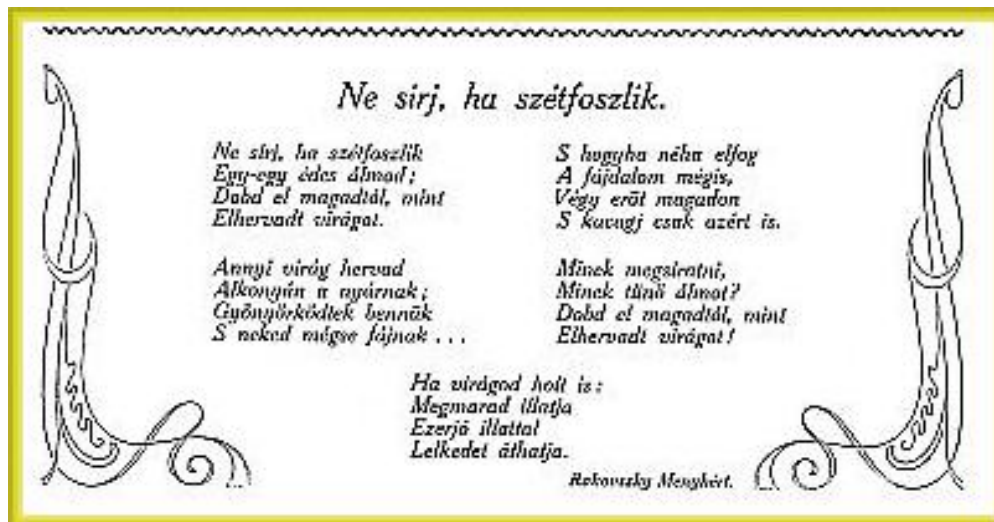 Ne sirj, ha szétfoszlik.
Ne sirj, ha szétfoszlik
Egy-egy édes álmod;
Dobd el magadtól, mint
Elhervadt virágot.
Annyi virág hervad
Alkonyán a nyárnak;
Gyönyörködtek bennük
S neked mégse fájnak ...
S hogyha néha elfog
A fájdalom mégis,
Végy erőt magadon
S kacagj csak azért is.
Minek megsiratni,
Minek tünő álmot?
Dobd el magadtól, mint
Elhervadt virágot!
Ha virágod holt is:
Megmarad illatja
Ezerjó illattal
Lelkedet áthatja.
Rakovszky Menyhért.